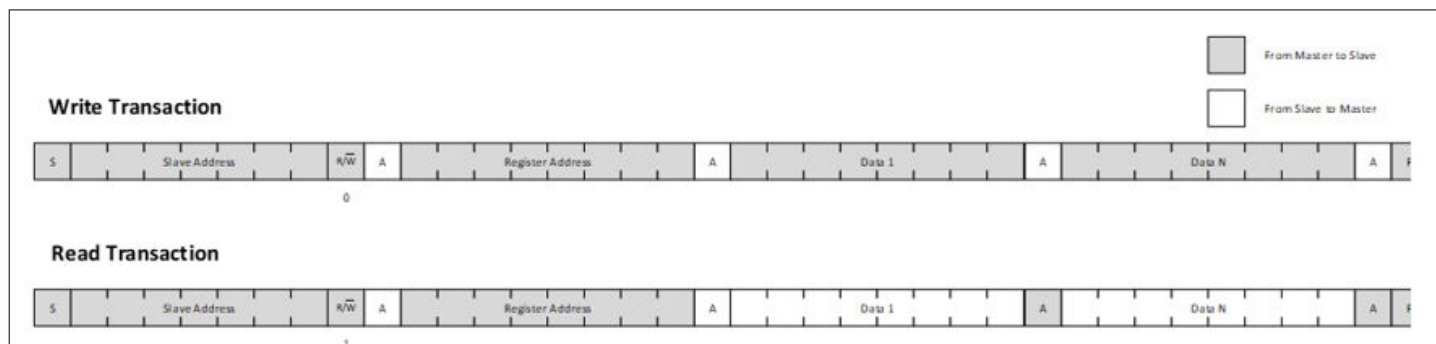 From Master to Slave
Write Transaction
From Slave to Master
S Slave Address R/W̅ A Register Address A Data 1 A Data N A
0
Read Transaction
S Slave Address R/W̅ A Register Address A Data 1 A Data N A